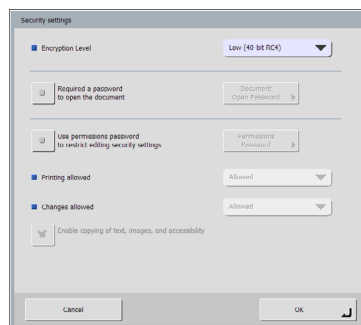 Security settings
Encryption Level
Low (40 bit RC4)
Required a password
to open the document
Document
Open Password
Use permissions password
to restrict editing security settings
Permissions
Password
Printing allowed
Allowed
Changes allowed
Allowed
Enable copying of text, images, and accessibility
Cancel
OK